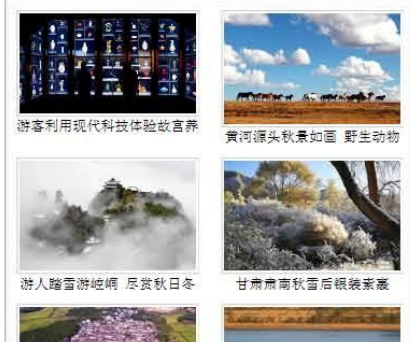 游客利用现代科技体验故宫养
黄河源头秋景如画 野生动物
游人踏雪游崆峒 尽赏秋日冬
甘肃肃南秋雪后银装素裹